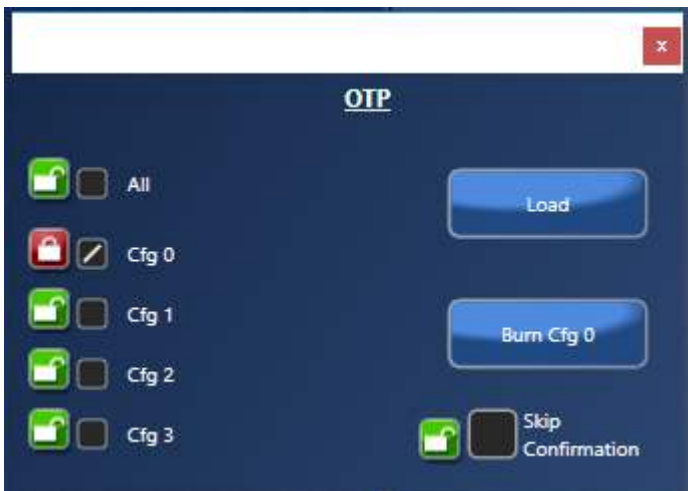 x
OTP
All
Load
Cfg 0
Cfg 1
Burn Cfg 0
Cfg 2
Cfg 3
Skip
Confirmation